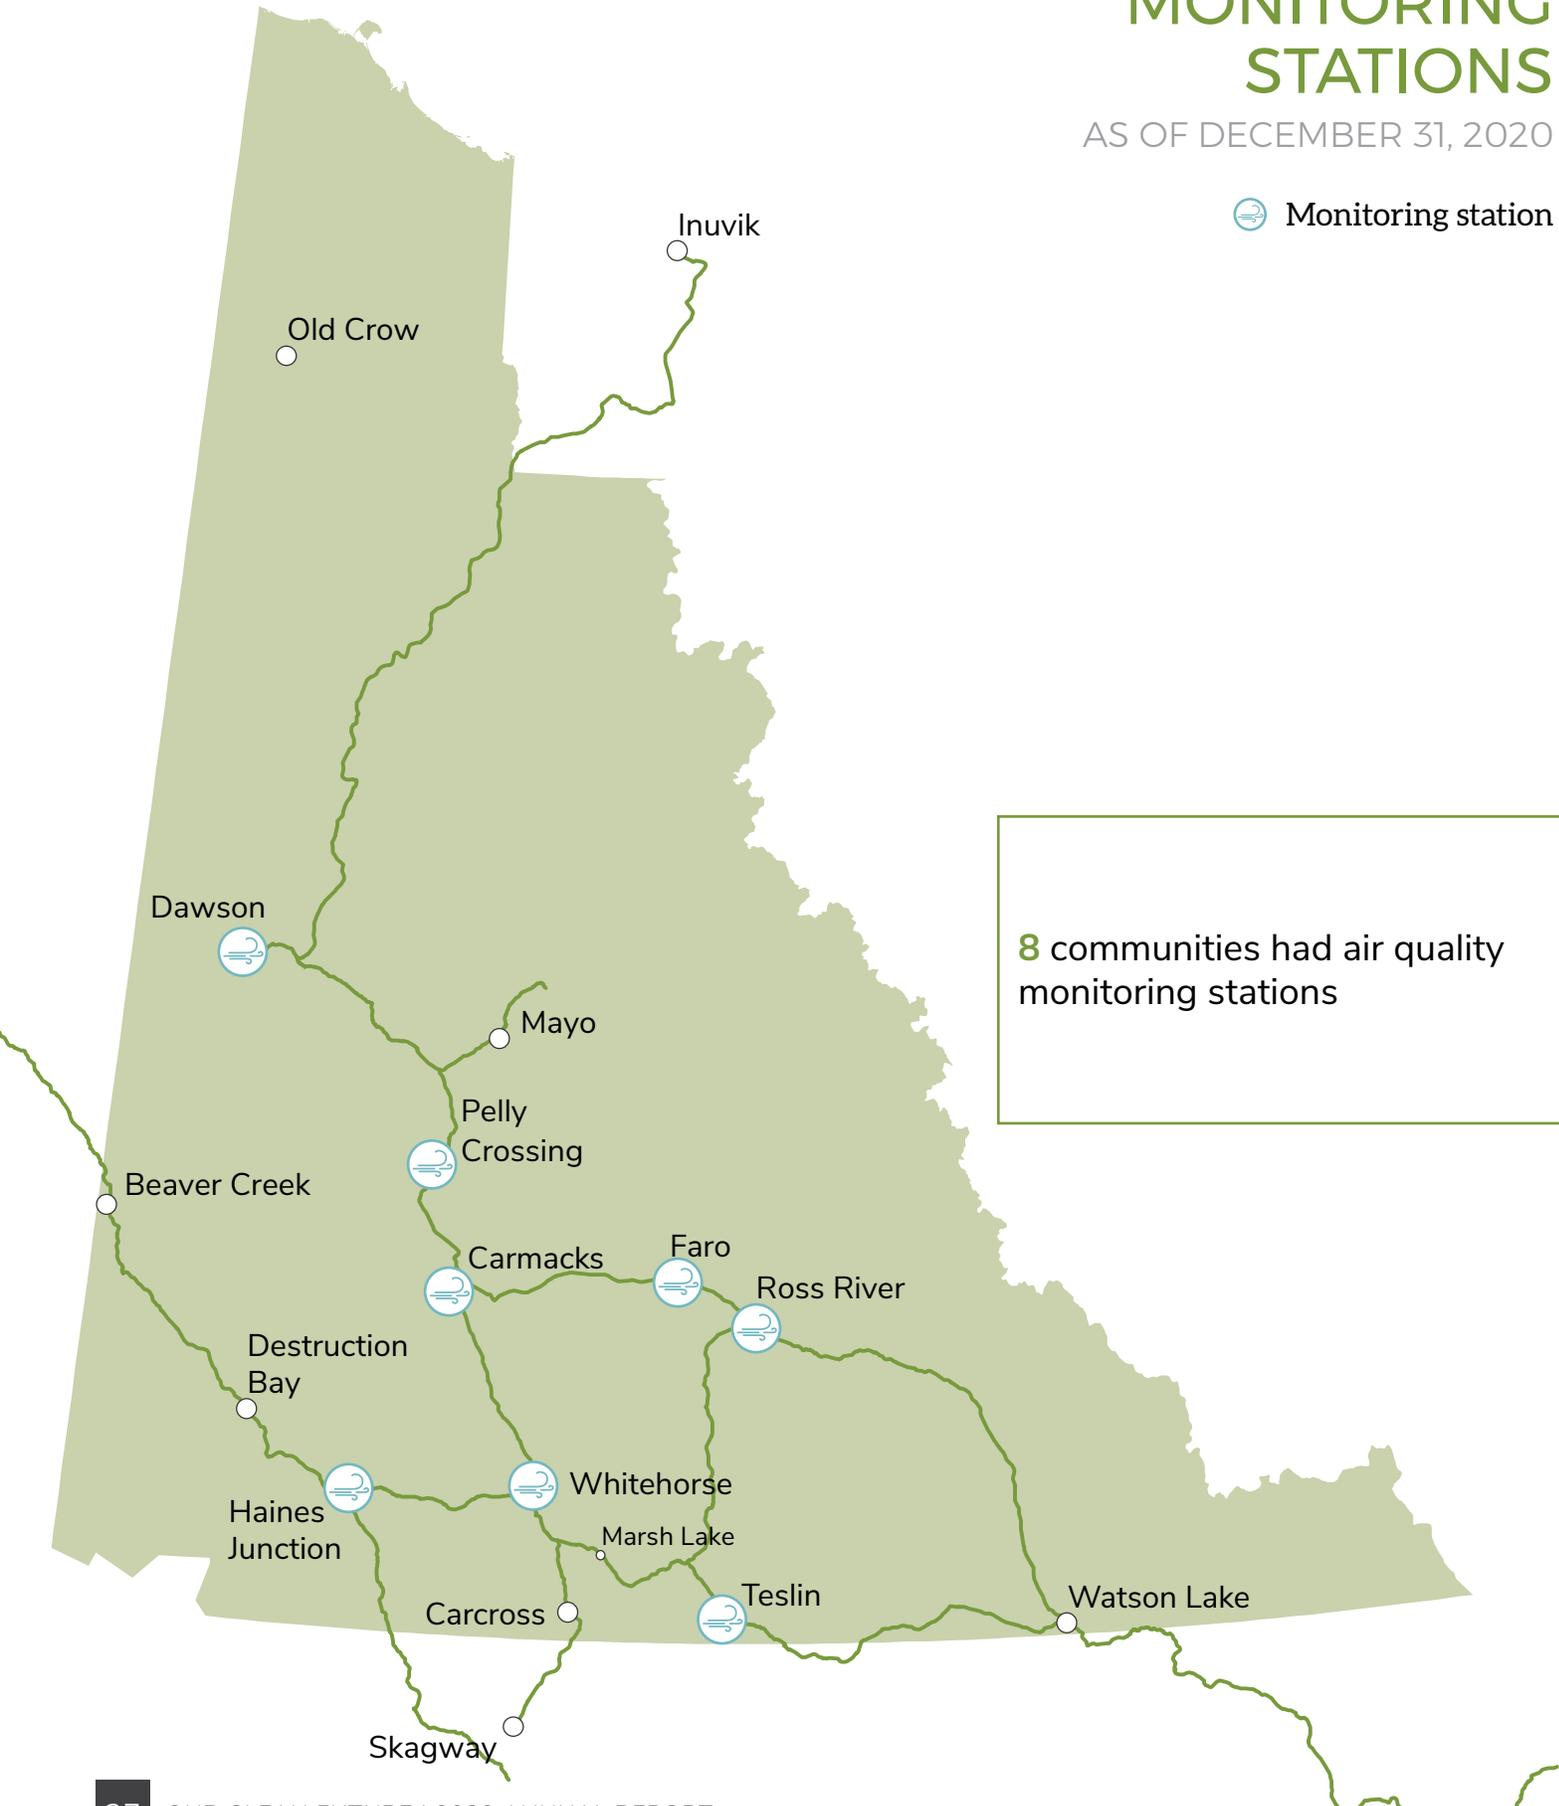 MONITORING
STATIONS
AS OF DECEMBER 31, 2020
Monitoring station
Inuvik
Old Crow
Dawson
8 communities had air quality
monitoring stations
Mayo
Pelly
Crossing
Beaver Creek
Carmacks
Faro
Ross River
Destruction
Bay
Whitehorse
Haines
Junction
Marsh Lake
Teslin
Watson Lake
Carcross
Skagway